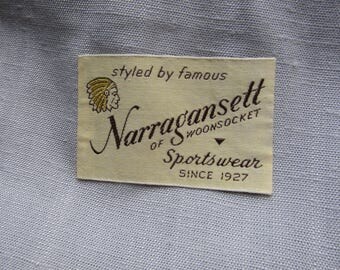 styled by famous
Narragansett
OF WOONSOCKET
Sportswear
SINCE 1927